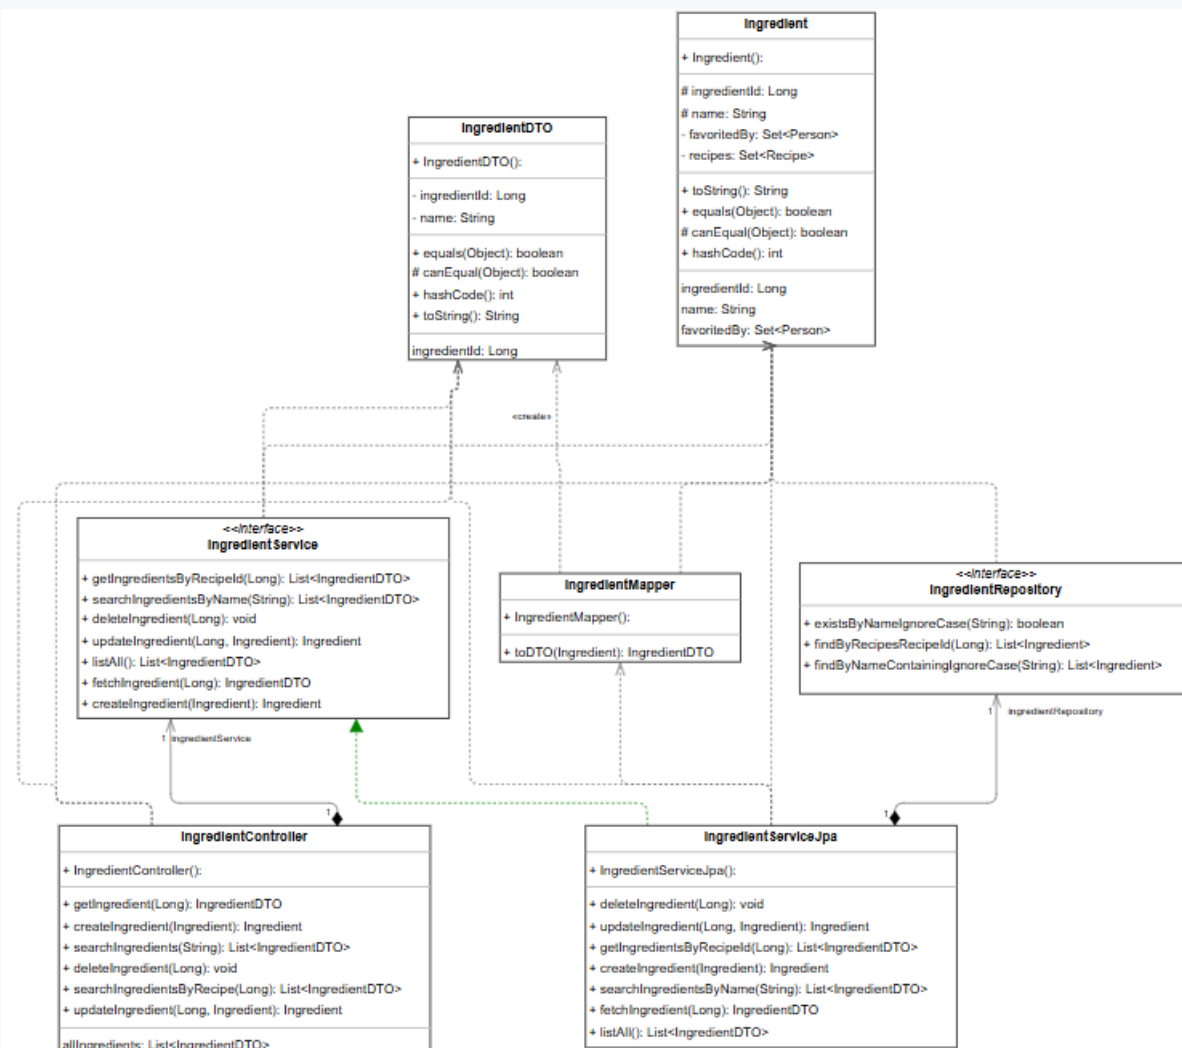 Ingredient
+ Ingredient():
# ingredientId: Long
# name: String
- favoritedBy: Set<Person>
- recipes: Set<Recipe>
+ toString(): String
+ equals(Object): boolean
# canEqual(Object): boolean
+ hashCode(): int
ingredientId: Long
name: String
favoritedBy: Set<Person>
IngredientDTO
+ IngredientDTO():
- ingredientId: Long
- name: String
+ equals(Object): boolean
# canEqual(Object): boolean
+ hashCode(): int
+ toString(): String
ingredientId: Long
«create»
<<Interface>>
IngredientService
+ getIngredientsByRecipeId(Long): List<IngredientDTO>
+ searchIngredientsByName(String): List<IngredientDTO>
+ deleteIngredient(Long): void
+ updateIngredient(Long, Ingredient): Ingredient
+ listAll(): List<IngredientDTO>
+ fetchIngredient(Long): IngredientDTO
+ createIngredient(Ingredient): Ingredient
IngredientMapper
+ IngredientMapper():
+ toDTO(Ingredient): IngredientDTO
<<Interface>>
IngredientRepository
+ existsByNameIgnoreCase(String): boolean
+ findByRecipesRecipeId(Long): List<Ingredient>
+ findByNameContainingIgnoreCase(String): List<Ingredient>
1 ingredientService
1 ingredientRepository
1
1
IngredientController
+ IngredientController():
+ getIngredient(Long): IngredientDTO
+ createIngredient(Ingredient): Ingredient
+ searchIngredients(String): List<IngredientDTO>
+ deleteIngredient(Long): void
+ searchIngredientsByRecipe(Long): List<IngredientDTO>
+ updateIngredient(Long, Ingredient): Ingredient
allIngredients: List<IngredientDTO>
IngredientServiceJpa
+ IngredientServiceJpa():
+ deleteIngredient(Long): void
+ updateIngredient(Long, Ingredient): Ingredient
+ getIngredientsByRecipeId(Long): List<IngredientDTO>
+ createIngredient(Ingredient): Ingredient
+ searchIngredientsByName(String): List<IngredientDTO>
+ fetchIngredient(Long): IngredientDTO
+ listAll(): List<IngredientDTO>